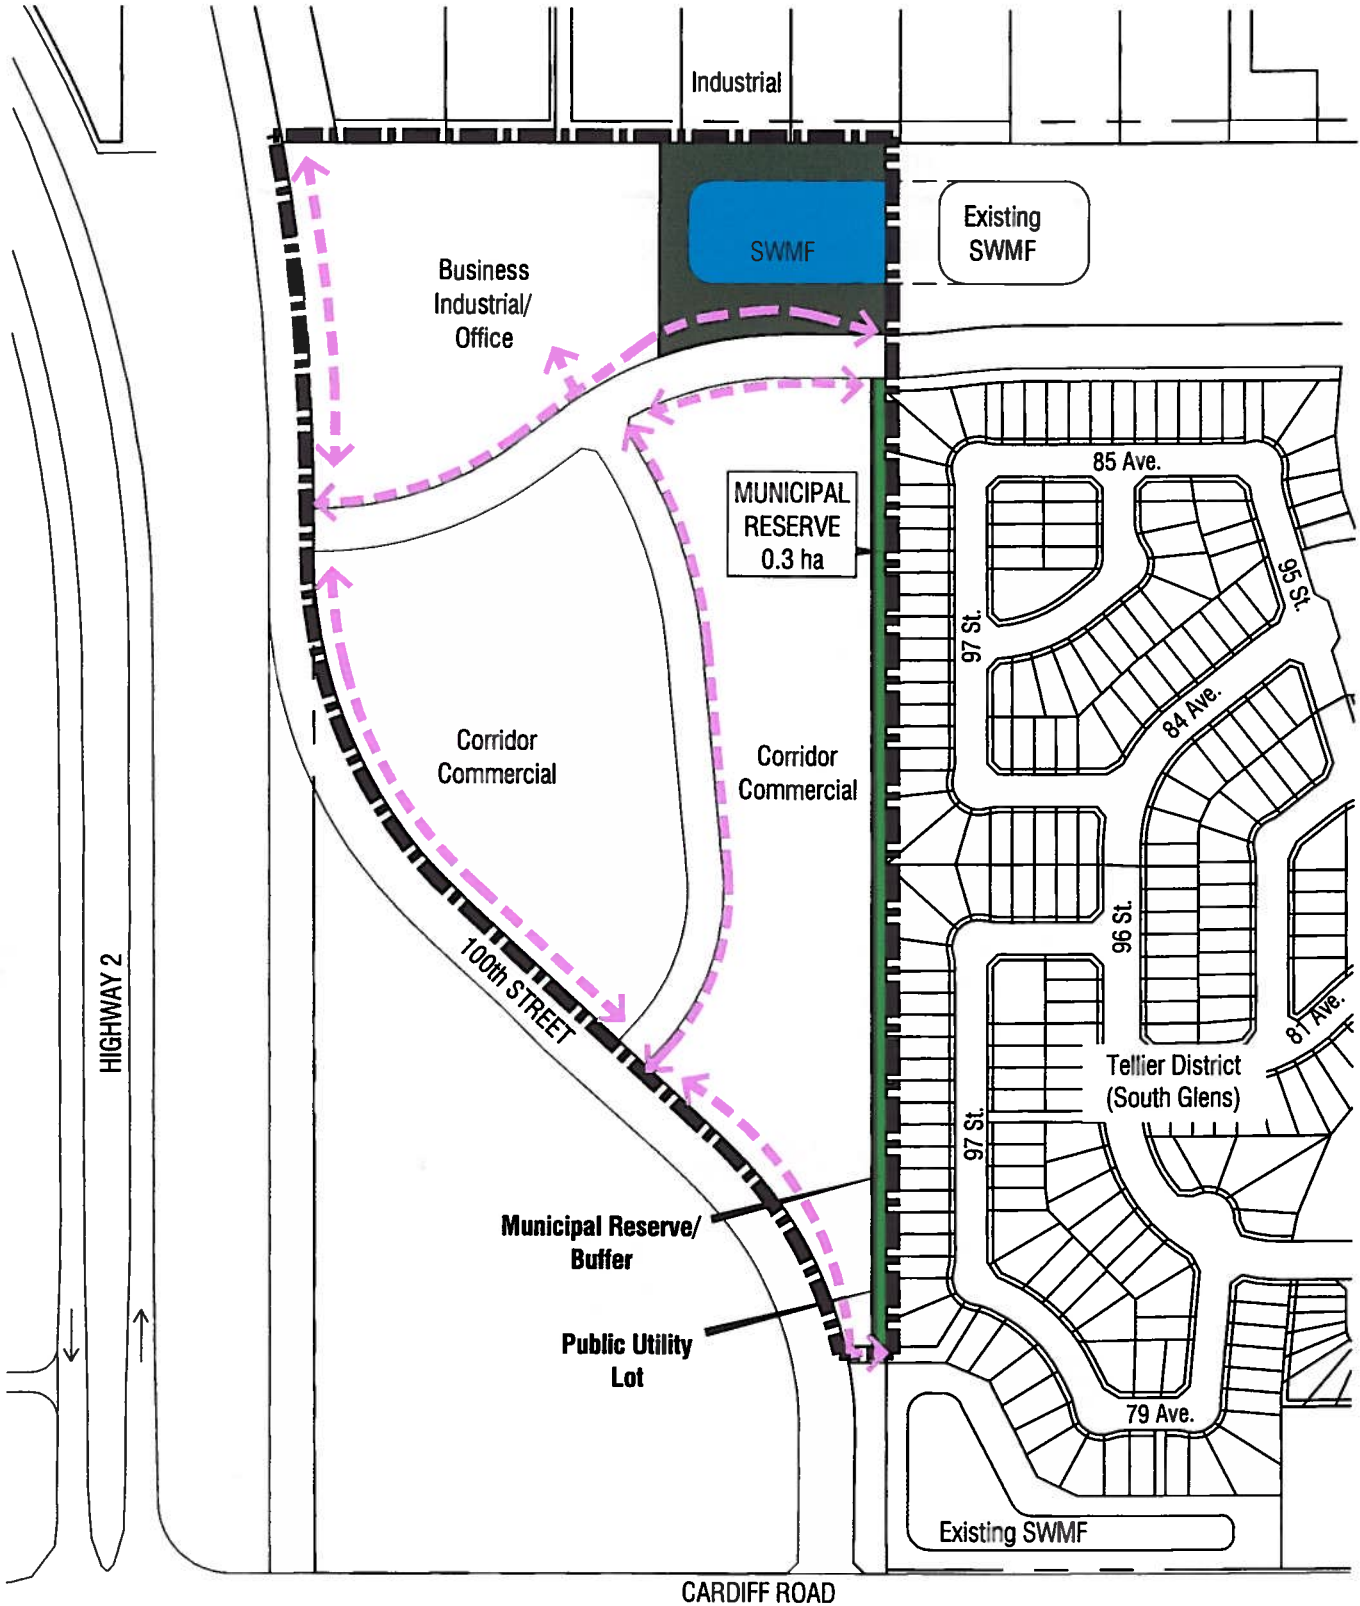 Industrial
Existing
SWMF
SWMF
Business
Industrial/
Office
85 Ave.
MUNICIPAL
RESERVE
0.3 ha
95 St.
97 St.
84 Ave.
Corridor
Commercial
Corridor
Commercial
96 St.
100th STREET
HIGHWAY 2
81 Ave.
Tellier District
(South Glens)
97 St.
Municipal Reserve/
Buffer
Public Utility
Lot
79 Ave.
Existing SWMF
CARDIFF ROAD